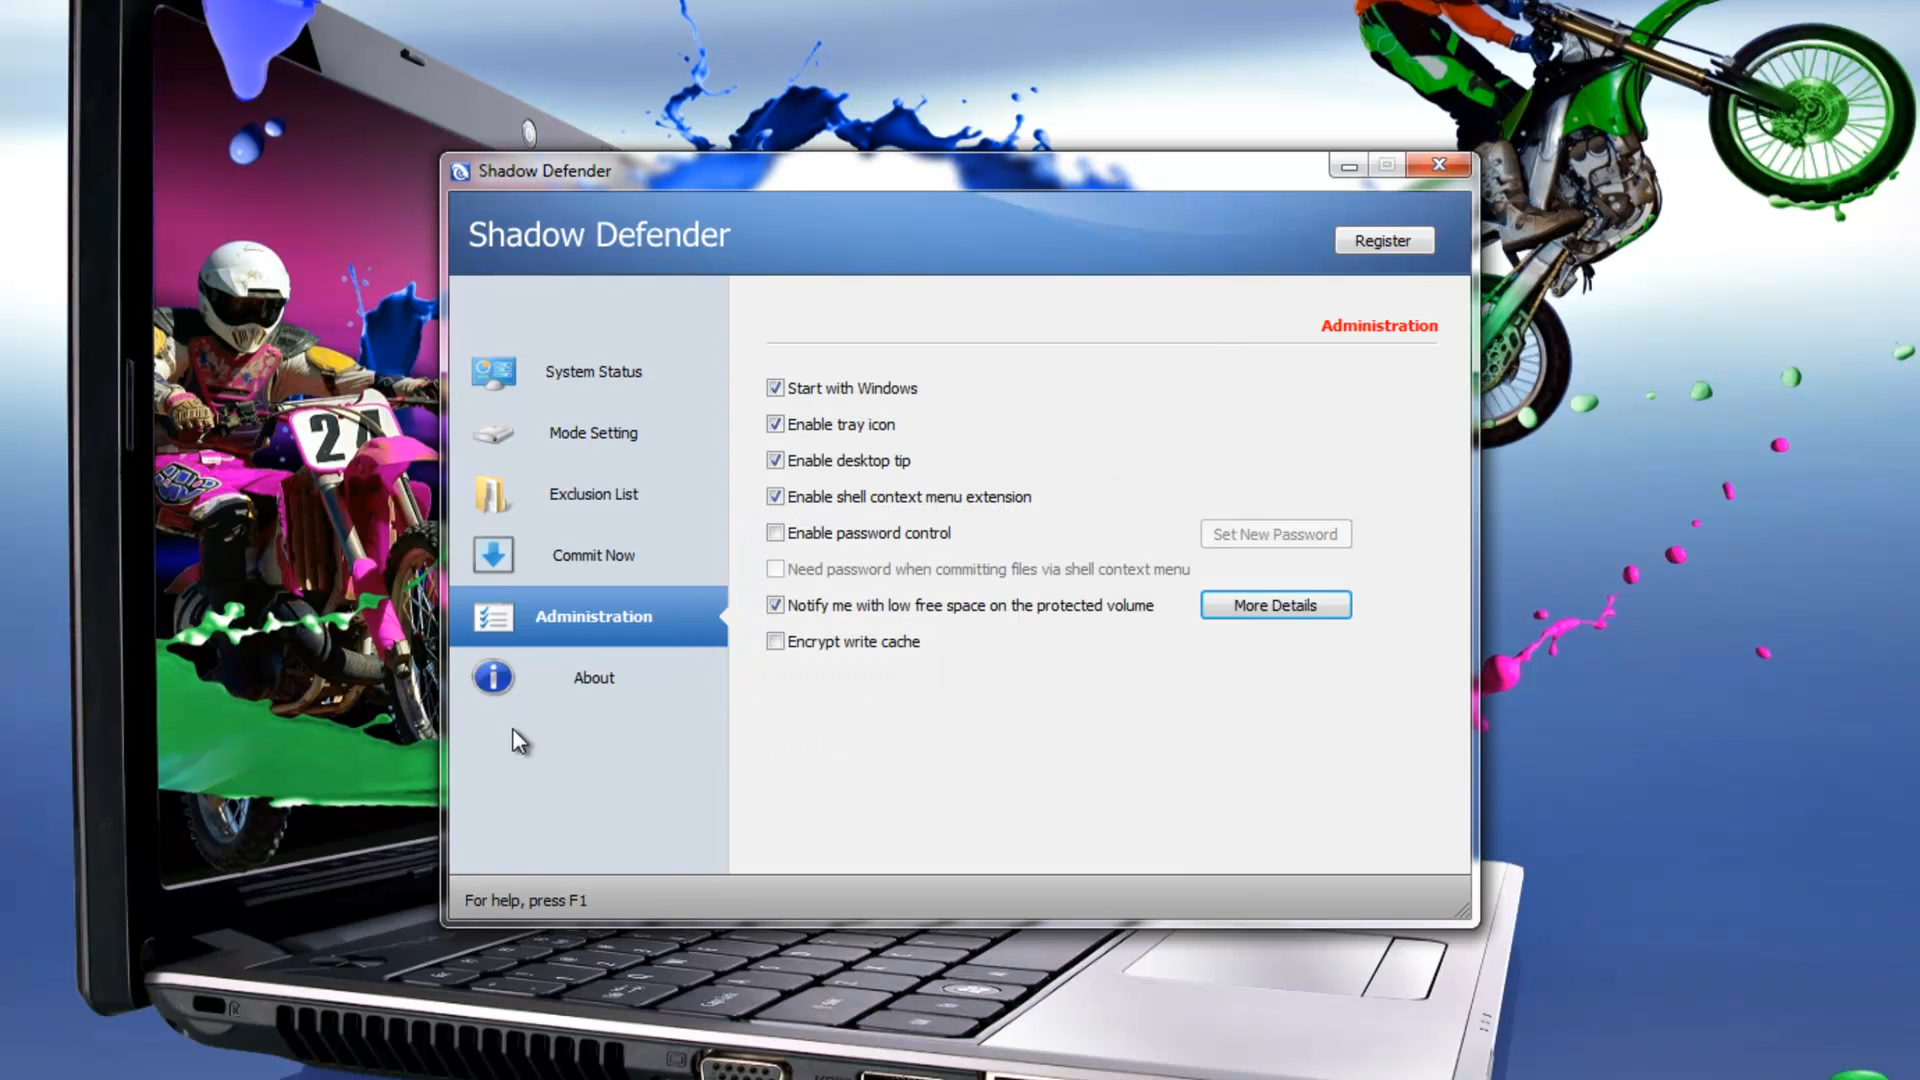 Shadow Defender
Shadow Defender
Register
Administration
System Status
Mode Setting
Exclusion List
Commit Now
Administration
About
Start with Windows
Enable tray icon
Enable desktop tip
Enable shell context menu extension
Enable password control
Set New Password
Need password when committing files via shell context menu
Notify me with low free space on the protected volume
More Details
Encrypt write cache
For help, press F1